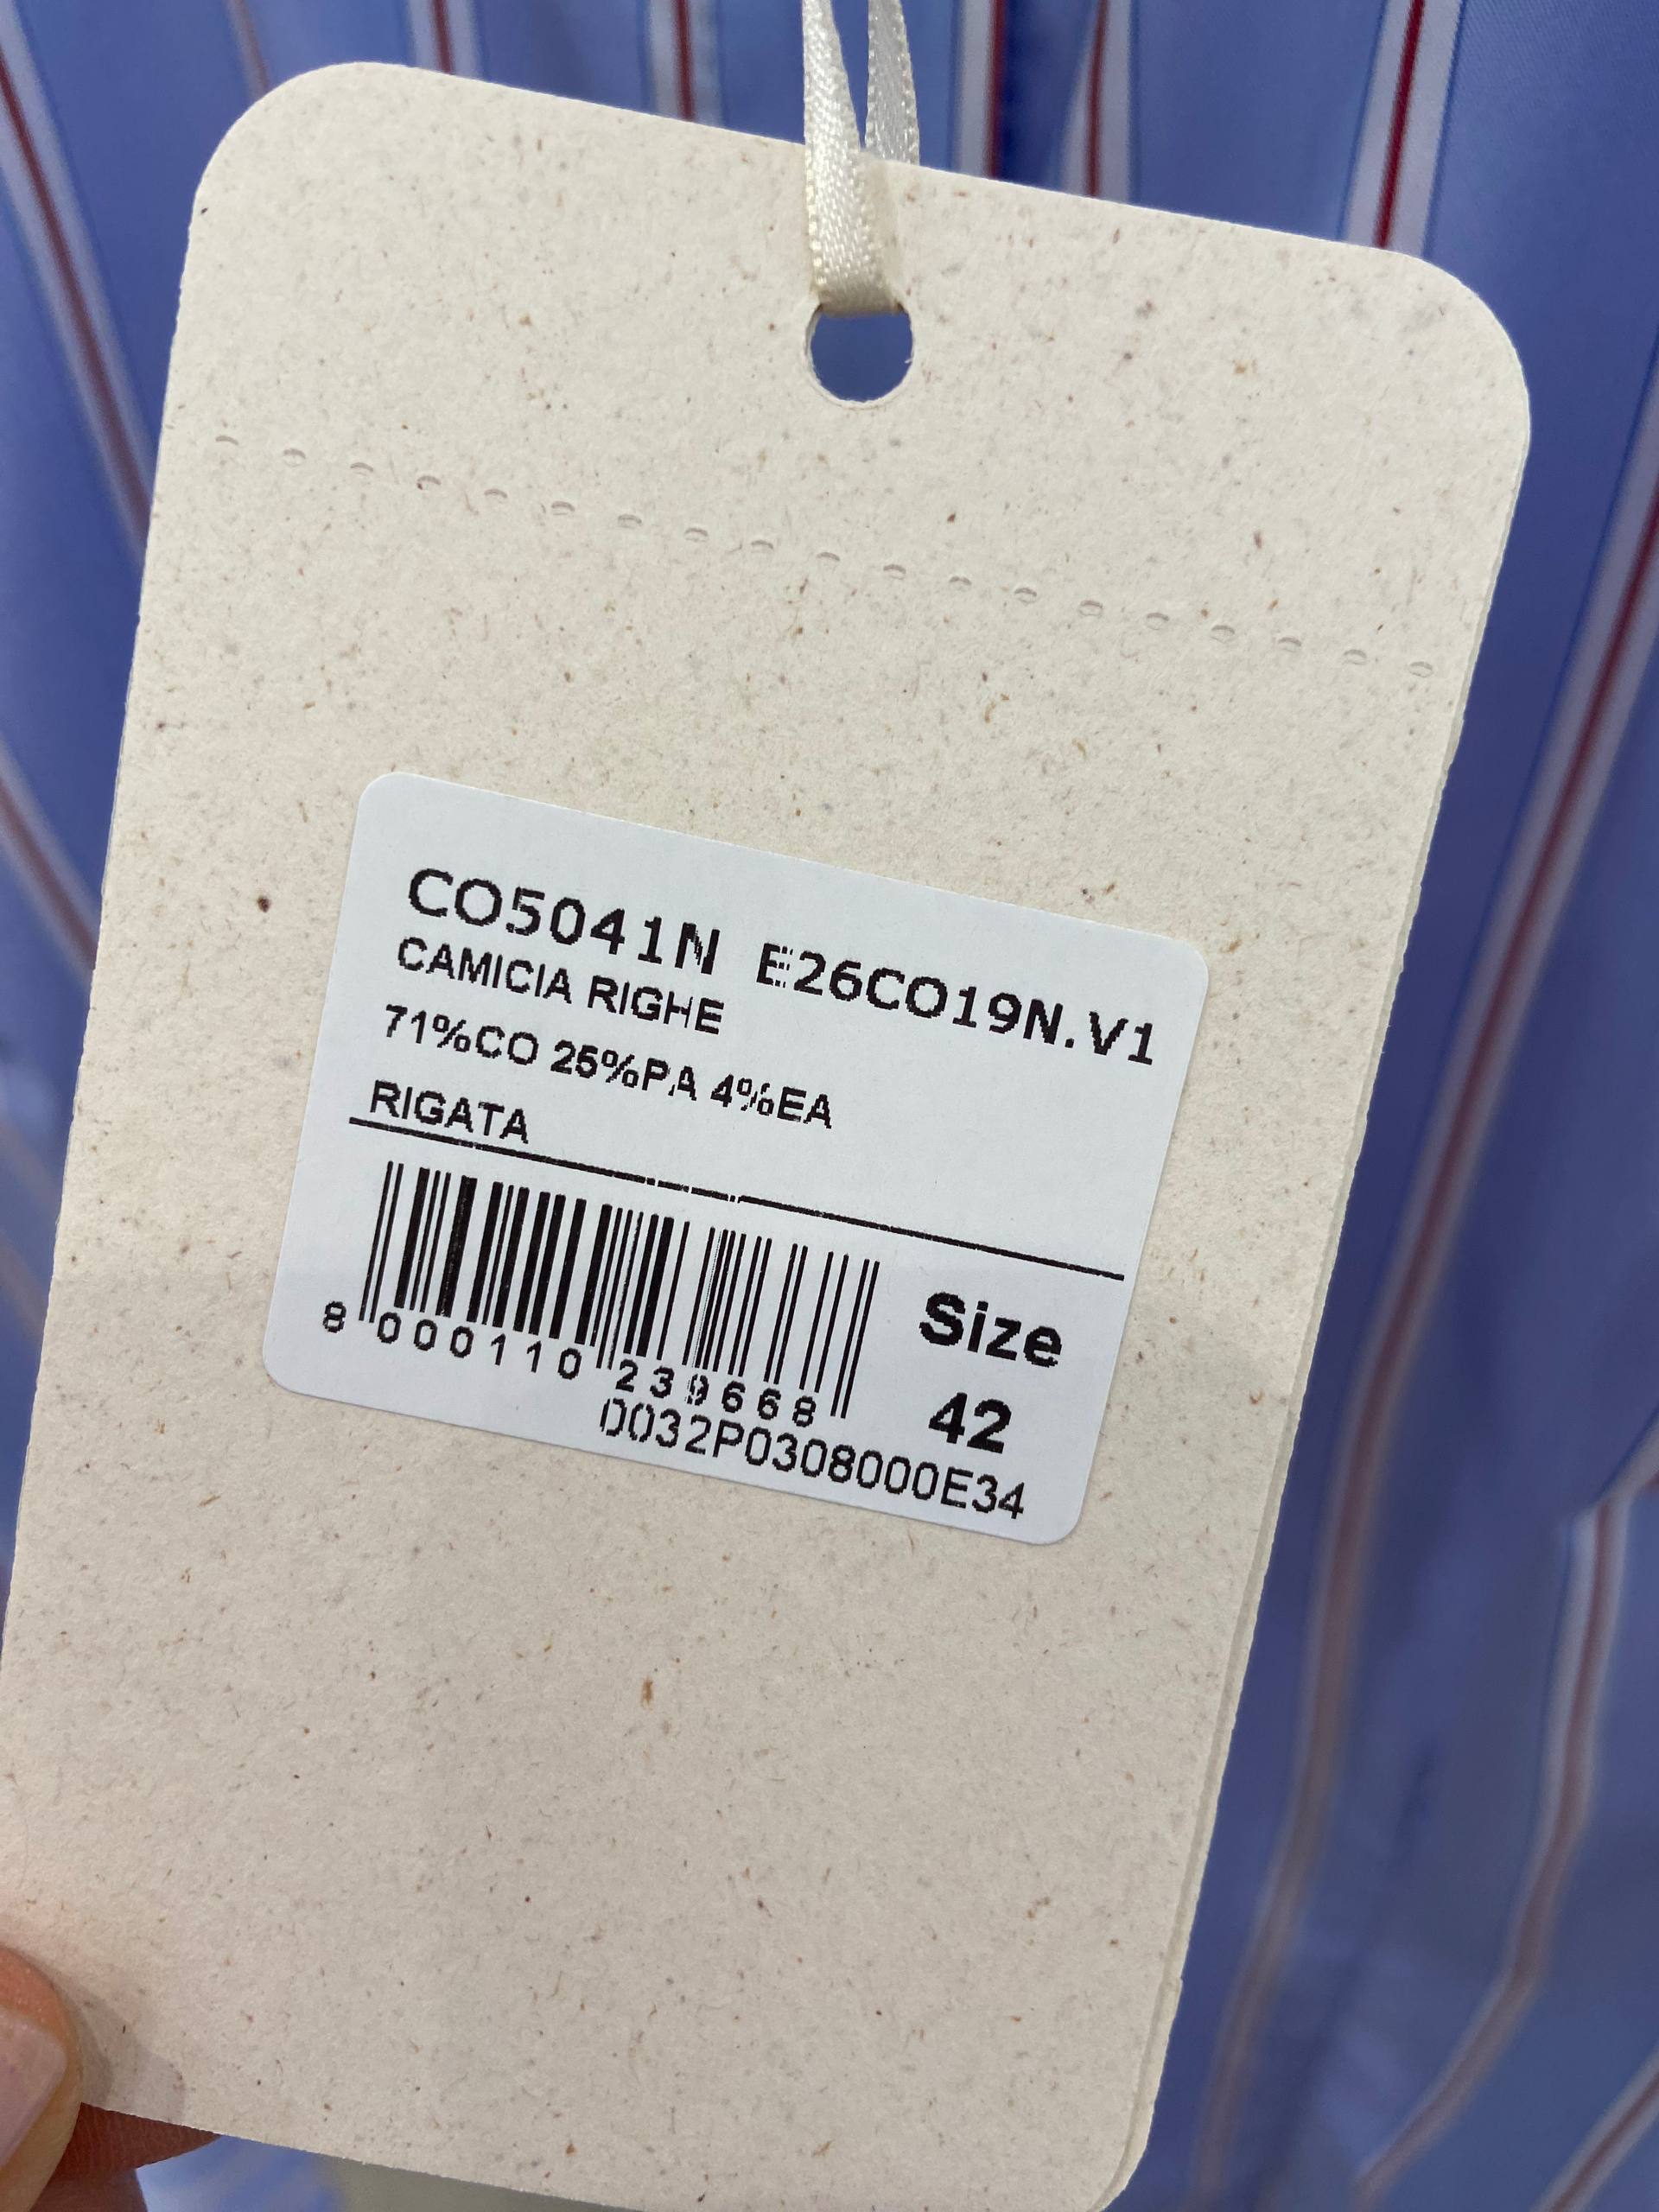 CO5041N E26CO19N.V1
CAMICIA RIGHE
71%CO 25%PA 4%EA
RIGATA
8 000110 239668
Size
42
0032P0308000E34